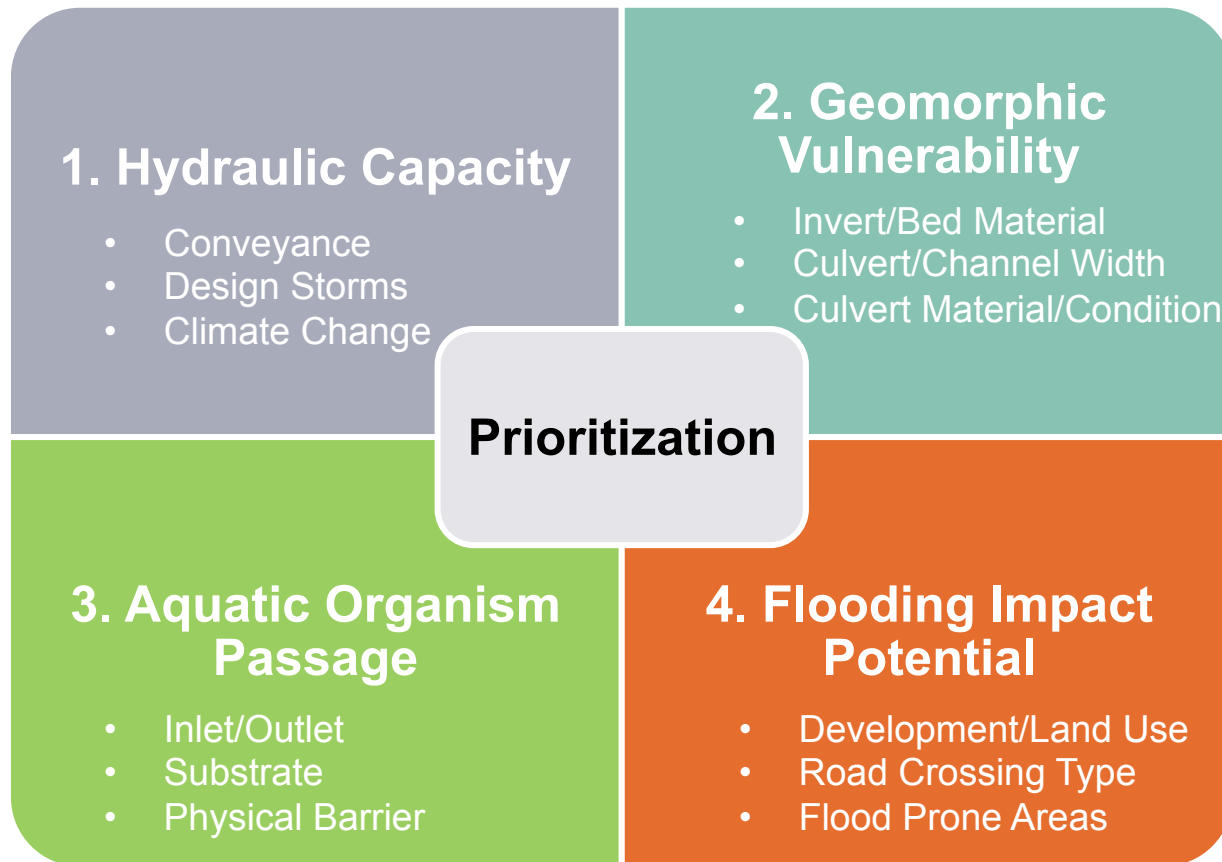 1. Hydraulic Capacity
• Conveyance
• Design Storms
• Climate Change
2. Geomorphic
Vulnerability
• Invert/Bed Material
• Culvert/Channel Width
• Culvert Material/Condition
Prioritization
3. Aquatic Organism
Passage
• Inlet/Outlet
• Substrate
• Physical Barrier
4. Flooding Impact
Potential
• Development/Land Use
• Road Crossing Type
• Flood Prone Areas